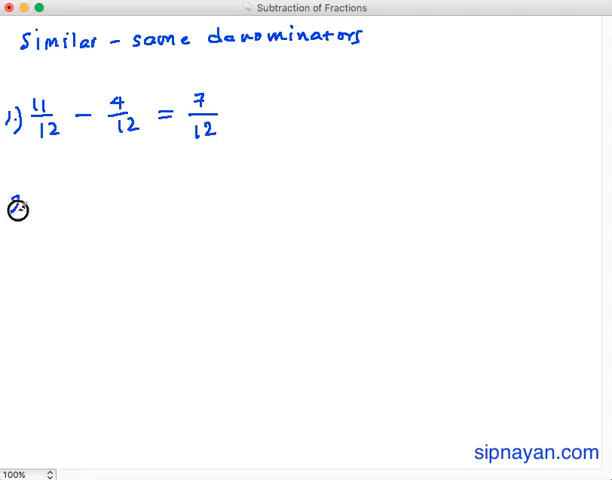 Subtraction of Fractions
Similar - same denominators
1.) 11/12 - 4/12 = 7/12
sipnayan.com
100%